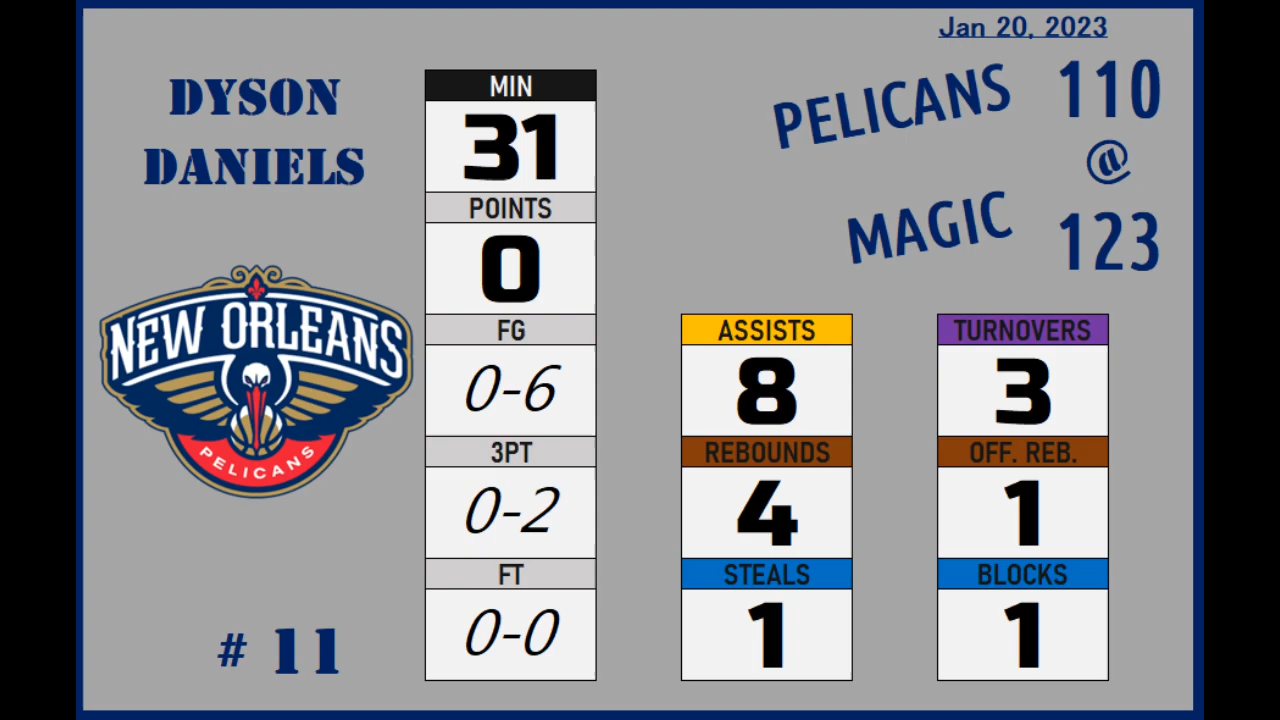 Jan 20, 2023
DYSON
DANIELS
NEW ORLEANS
PELICANS
# 11
MIN
31
POINTS
0
FG
0-6
3PT
0-2
FT
0-0
PELICANS 110
@
MAGIC 123
ASSISTS
8
REBOUNDS
4
STEALS
1
TURNOVERS
3
OFF. REB.
1
BLOCKS
1